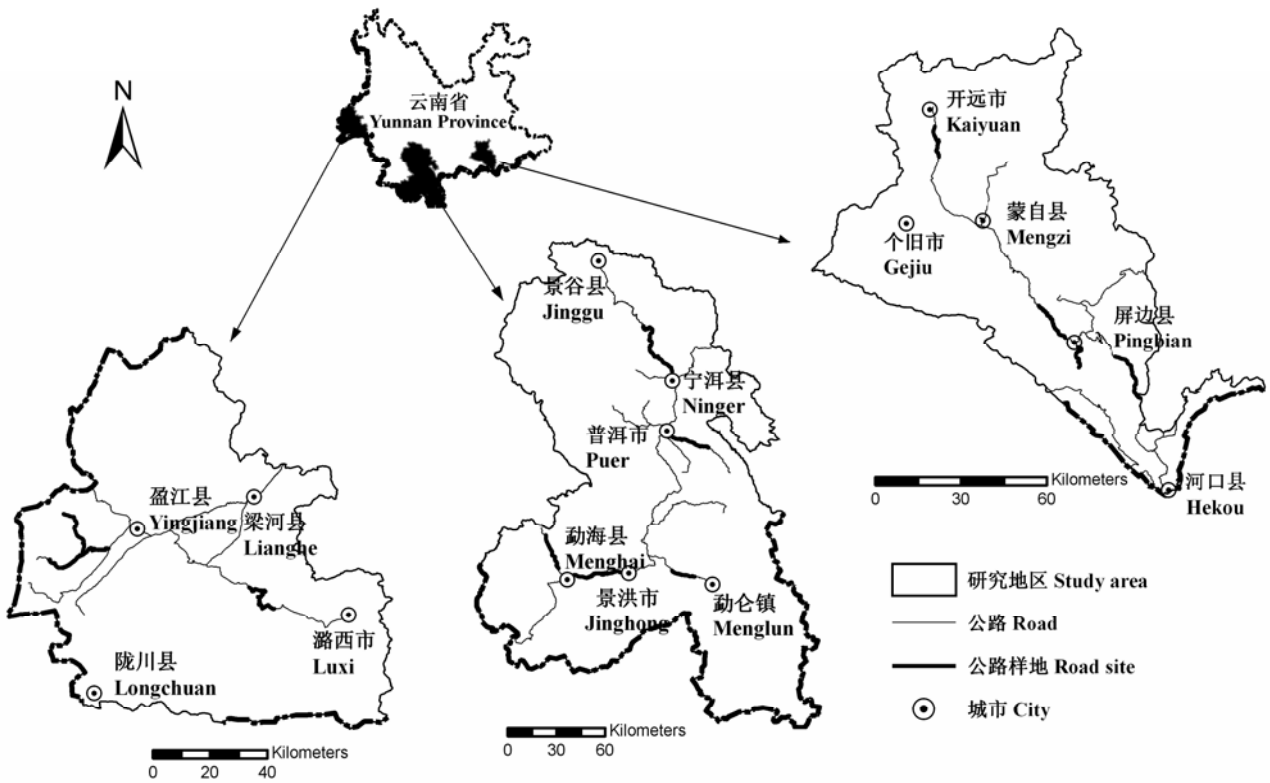 N
云南省
Yunnan Province
开远市
Kaiyuan
蒙自县
Mengzi
个旧市
Gejiu
屏边县
Pingbian
河口县
Hekou
Kilometers
0 30 60
景谷县
Jinggu
宁洱县
Ninger
普洱市
Puer
勐海县
Menghai
景洪市
Jinghong
勐仑镇
Menglun
Kilometers
0 30 60
盈江县
Yingjiang
梁河县
Lianghe
潞西市
Luxi
陇川县
Longchuan
Kilometers
0 20 40
研究地区 Study area
公路 Road
公路样地 Road site
城市 City